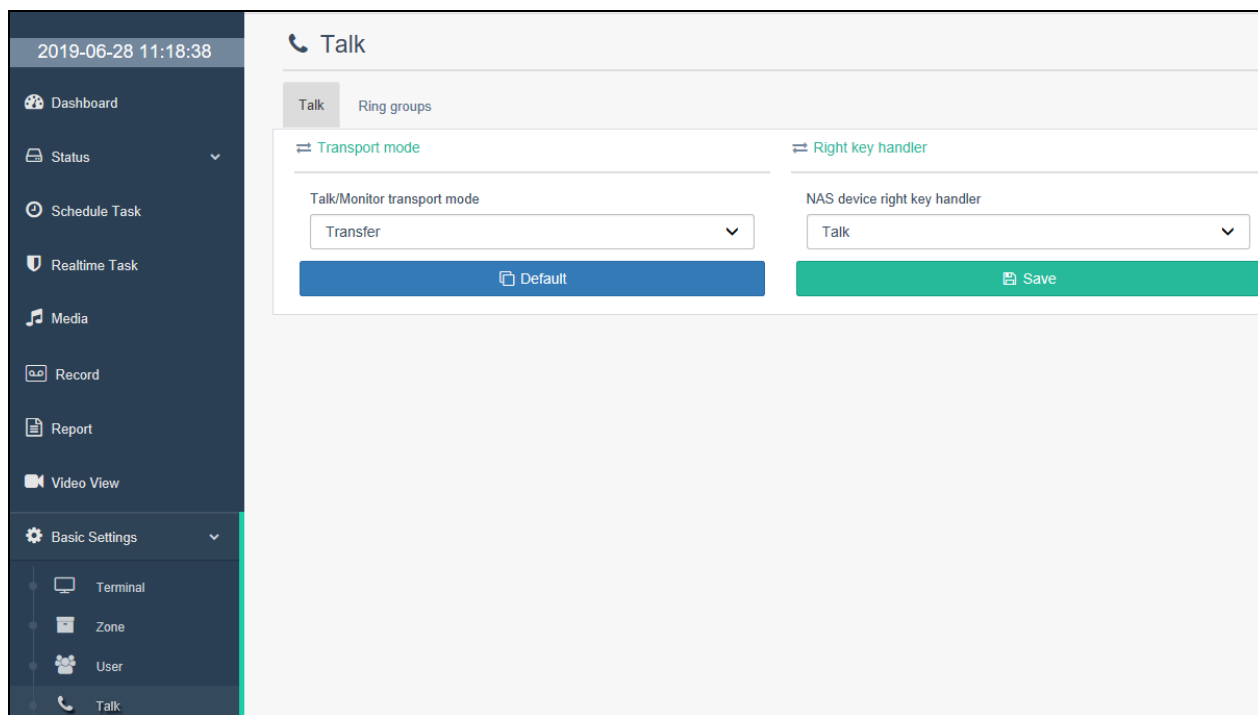 2019-06-28 11:18:38
Dashboard
Status
Schedule Task
Realtime Task
Media
Record
Report
Video View
Basic Settings
Terminal
Zone
User
Talk
Talk
Talk Ring groups
Transport mode
Talk/Monitor transport mode
Transfer
Default
Right key handler
NAS device right key handler
Talk
Save